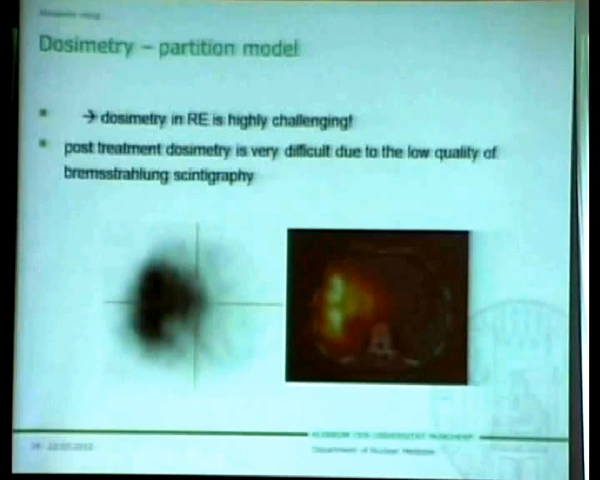 Dosimetry – partition model
→ dosimetry in RE is highly challenging!
post treatment dosimetry is very difficult due to the low quality of
bremsstrahlung scintigraphy
KLINIKUM DER UNIVERSITÄT MÜNCHEN
Department of Nuclear Medicine